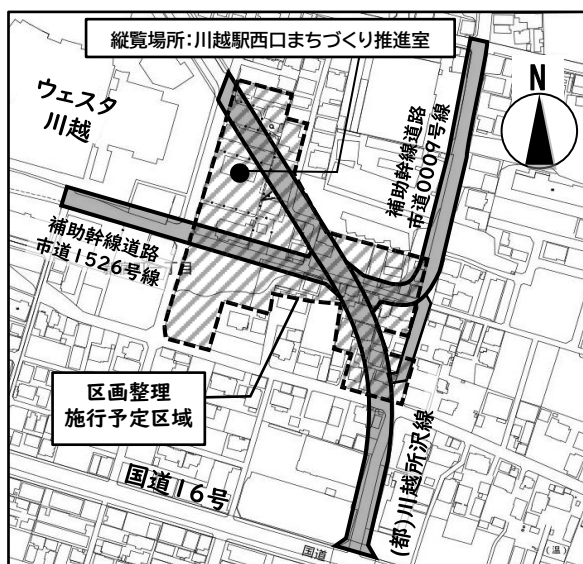 縦覧場所：川越駅西口まちづくり推進室
ウェスタ
川越
N
補助幹線道路
市道0009号線
補助幹線道路
市道1526号線
目
区画整理
施行予定区域
国道16号
(都)川越所沢線
国道
(温)